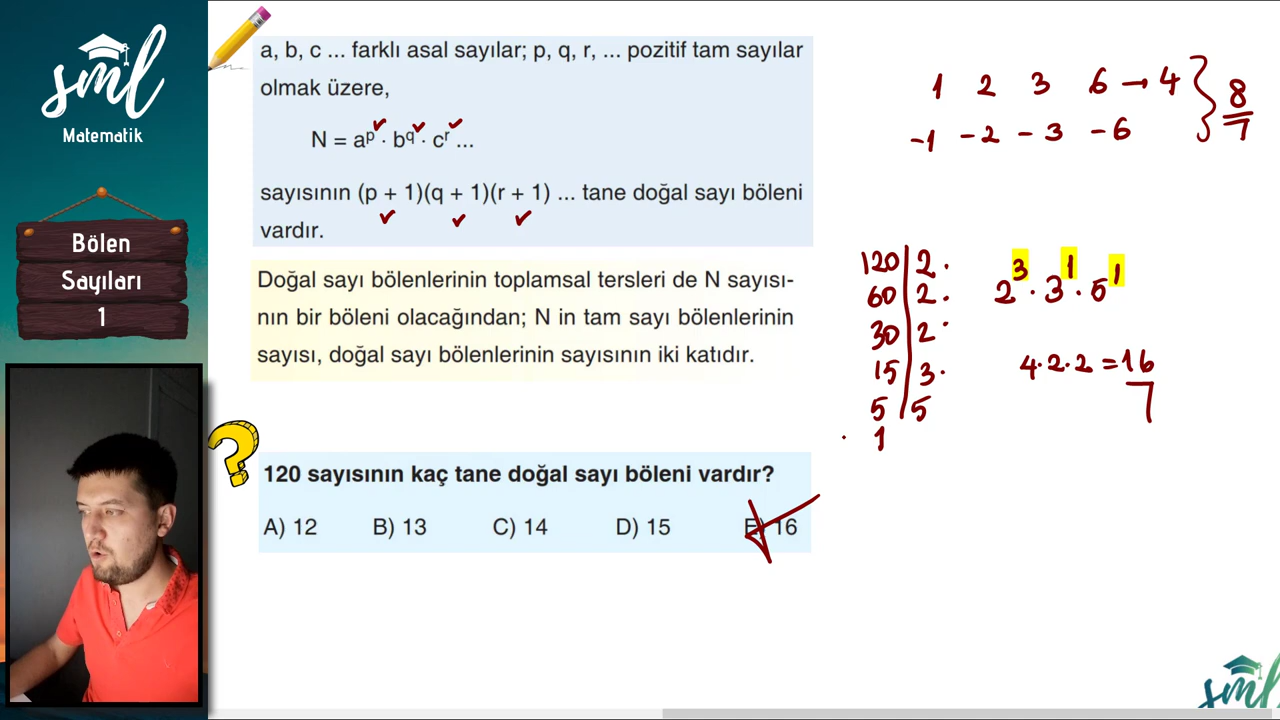 sml
Matematik
Bölen
Sayıları
1
a, b, c ... farklı asal sayılar; p, q, r, ... pozitif tam sayılar
olmak üzere,
N = a^p · b^q · c^r ...
sayısının (p + 1)(q + 1)(r + 1) ... tane doğal sayı böleni
vardır.
Doğal sayı bölenlerinin toplamsal tersleri de N sayısı-
nın bir böleni olacağından; N in tam sayı bölenlerinin
sayısı, doğal sayı bölenlerinin sayısının iki katıdır.
120 sayısının kaç tane doğal sayı böleni vardır?
A) 12 B) 13 C) 14 D) 15 E) 16
1 2 3 6 → 4 } 8
-1 -2 -3 -6
120 | 2
60 | 2
30 | 2
15 | 3
5 | 5
1
2^3 · 3^1 · 5^1
4·2·2 = 16
sml